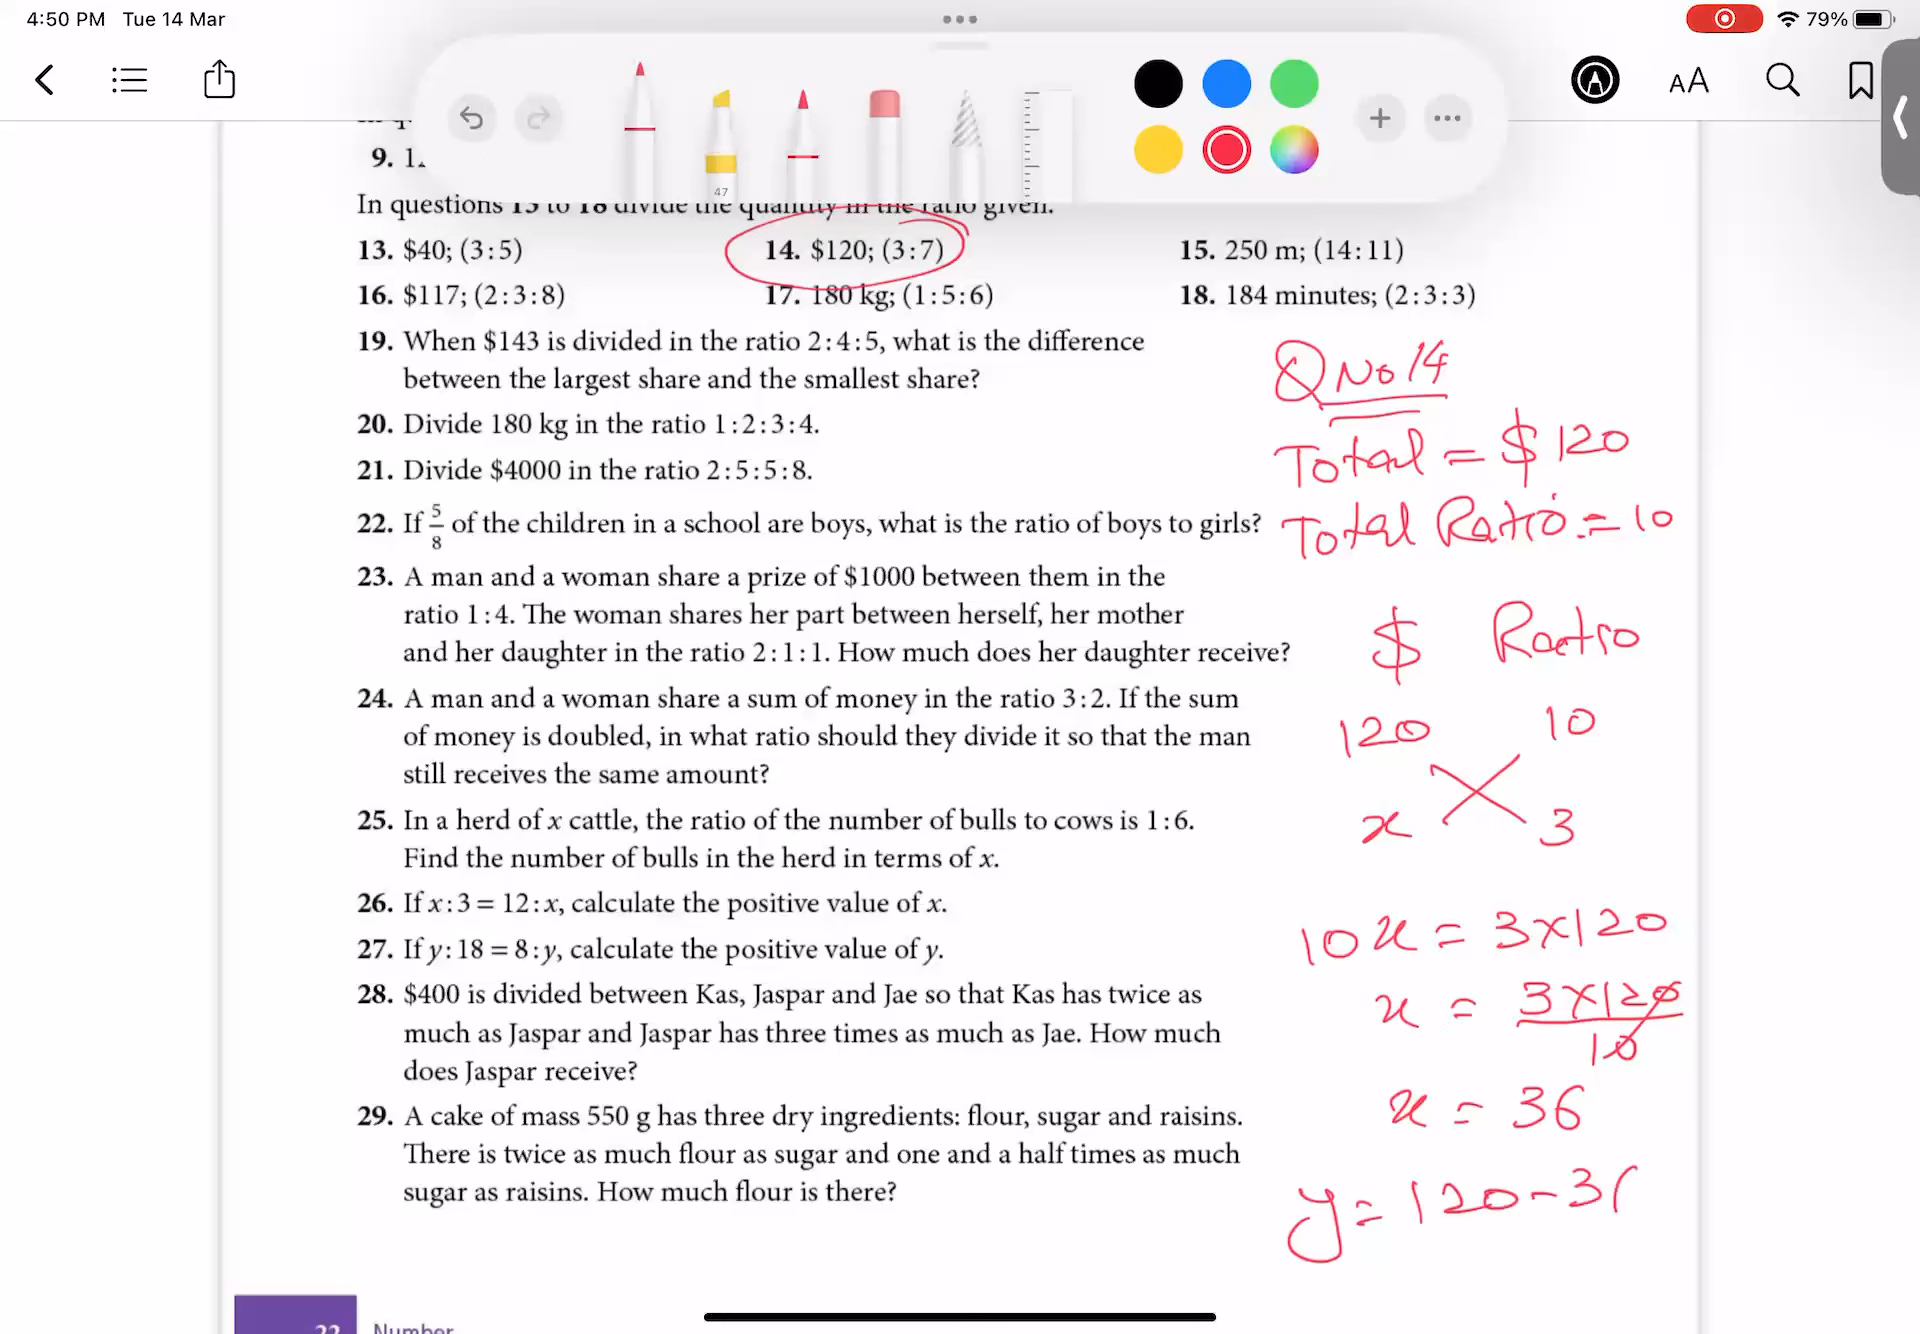 4:50 PM Tue 14 Mar
79%
AA
47
9. 1.
In questions 13 to 18 divide the quantity in the ratio given.
13. $40; (3:5) 14. $120; (3:7) 15. 250 m; (14:11)
16. $117; (2:3:8) 17. 180 kg; (1:5:6) 18. 184 minutes; (2:3:3)
19. When $143 is divided in the ratio 2:4:5, what is the difference
between the largest share and the smallest share?
20. Divide 180 kg in the ratio 1:2:3:4.
21. Divide $4000 in the ratio 2:5:5:8.
22. If 5/8 of the children in a school are boys, what is the ratio of boys to girls?
23. A man and a woman share a prize of $1000 between them in the
ratio 1:4. The woman shares her part between herself, her mother
and her daughter in the ratio 2:1:1. How much does her daughter receive?
24. A man and a woman share a sum of money in the ratio 3:2. If the sum
of money is doubled, in what ratio should they divide it so that the man
still receives the same amount?
25. In a herd of x cattle, the ratio of the number of bulls to cows is 1:6.
Find the number of bulls in the herd in terms of x.
26. If x:3 = 12:x, calculate the positive value of x.
27. If y:18 = 8:y, calculate the positive value of y.
28. $400 is divided between Kas, Jaspar and Jae so that Kas has twice as
much as Jaspar and Jaspar has three times as much as Jae. How much
does Jaspar receive?
29. A cake of mass 550 g has three dry ingredients: flour, sugar and raisins.
There is twice as much flour as sugar and one and a half times as much
sugar as raisins. How much flour is there?
22 Number
Q No 14
Total = $120
Total Ratio = 10
$ Ratio
120 10
x 3
10x = 3×120
x = 3×120
10
x = 36
y = 120-3(